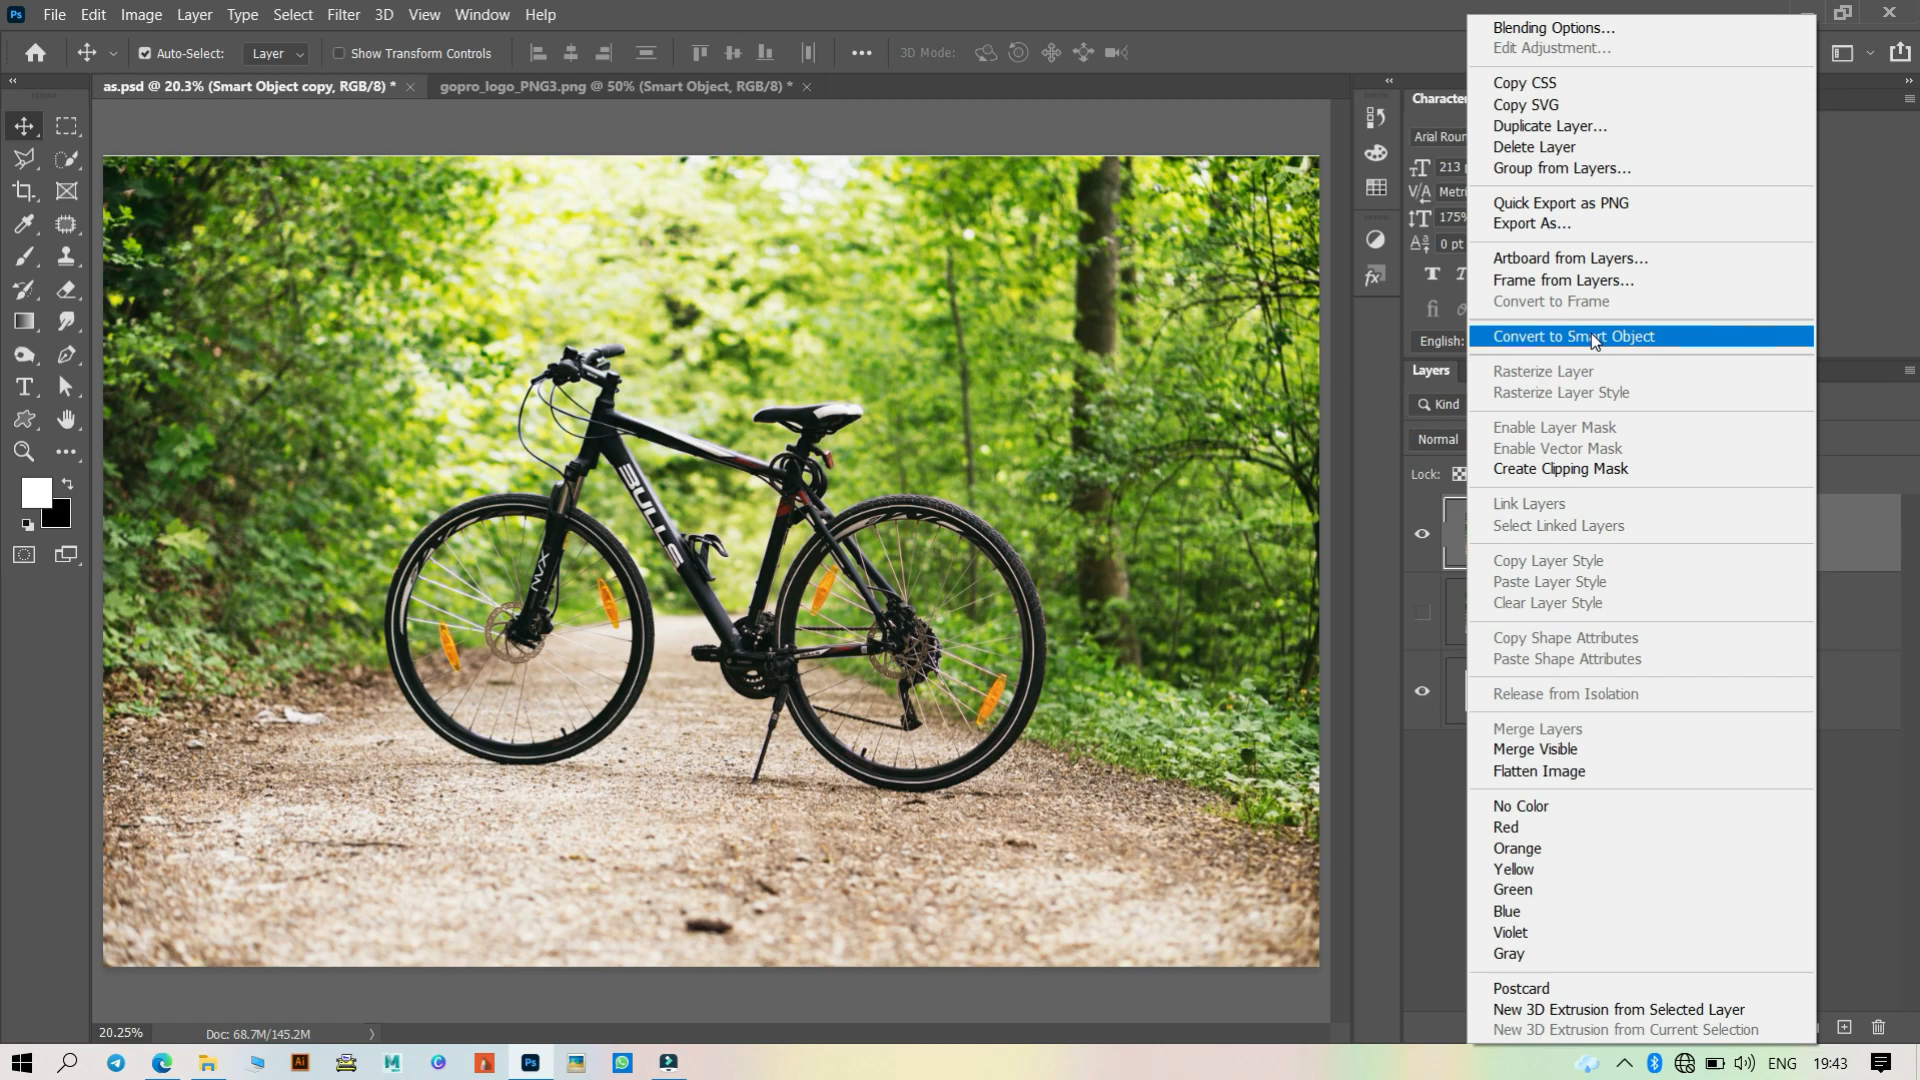 Ps File Edit Image Layer Type Select Filter 3D View Window Help
Auto-Select: Layer Show Transform Controls 3D Mode:
as.psd @ 20.3% (Smart Object copy, RGB/8) *
gopro_logo_PNG3.png @ 50% (Smart Object, RGB/8) *
Character
Arial Roun
213
Metri
175%
0 pt
English:
Layers
Kind
Normal
Lock:
Blending Options...
Edit Adjustment...
Copy CSS
Copy SVG
Duplicate Layer...
Delete Layer
Group from Layers...
Quick Export as PNG
Export As...
Artboard from Layers...
Frame from Layers...
Convert to Frame
Convert to Smart Object
Rasterize Layer
Rasterize Layer Style
Enable Layer Mask
Enable Vector Mask
Create Clipping Mask
Link Layers
Select Linked Layers
Copy Layer Style
Paste Layer Style
Clear Layer Style
Copy Shape Attributes
Paste Shape Attributes
Release from Isolation
Merge Layers
Merge Visible
Flatten Image
No Color
Red
Orange
Yellow
Green
Blue
Violet
Gray
Postcard
New 3D Extrusion from Selected Layer
New 3D Extrusion from Current Selection
BULLS
NVX
20.25% Doc: 68.7M/145.2M
Ai M C Ps ENG 19:43